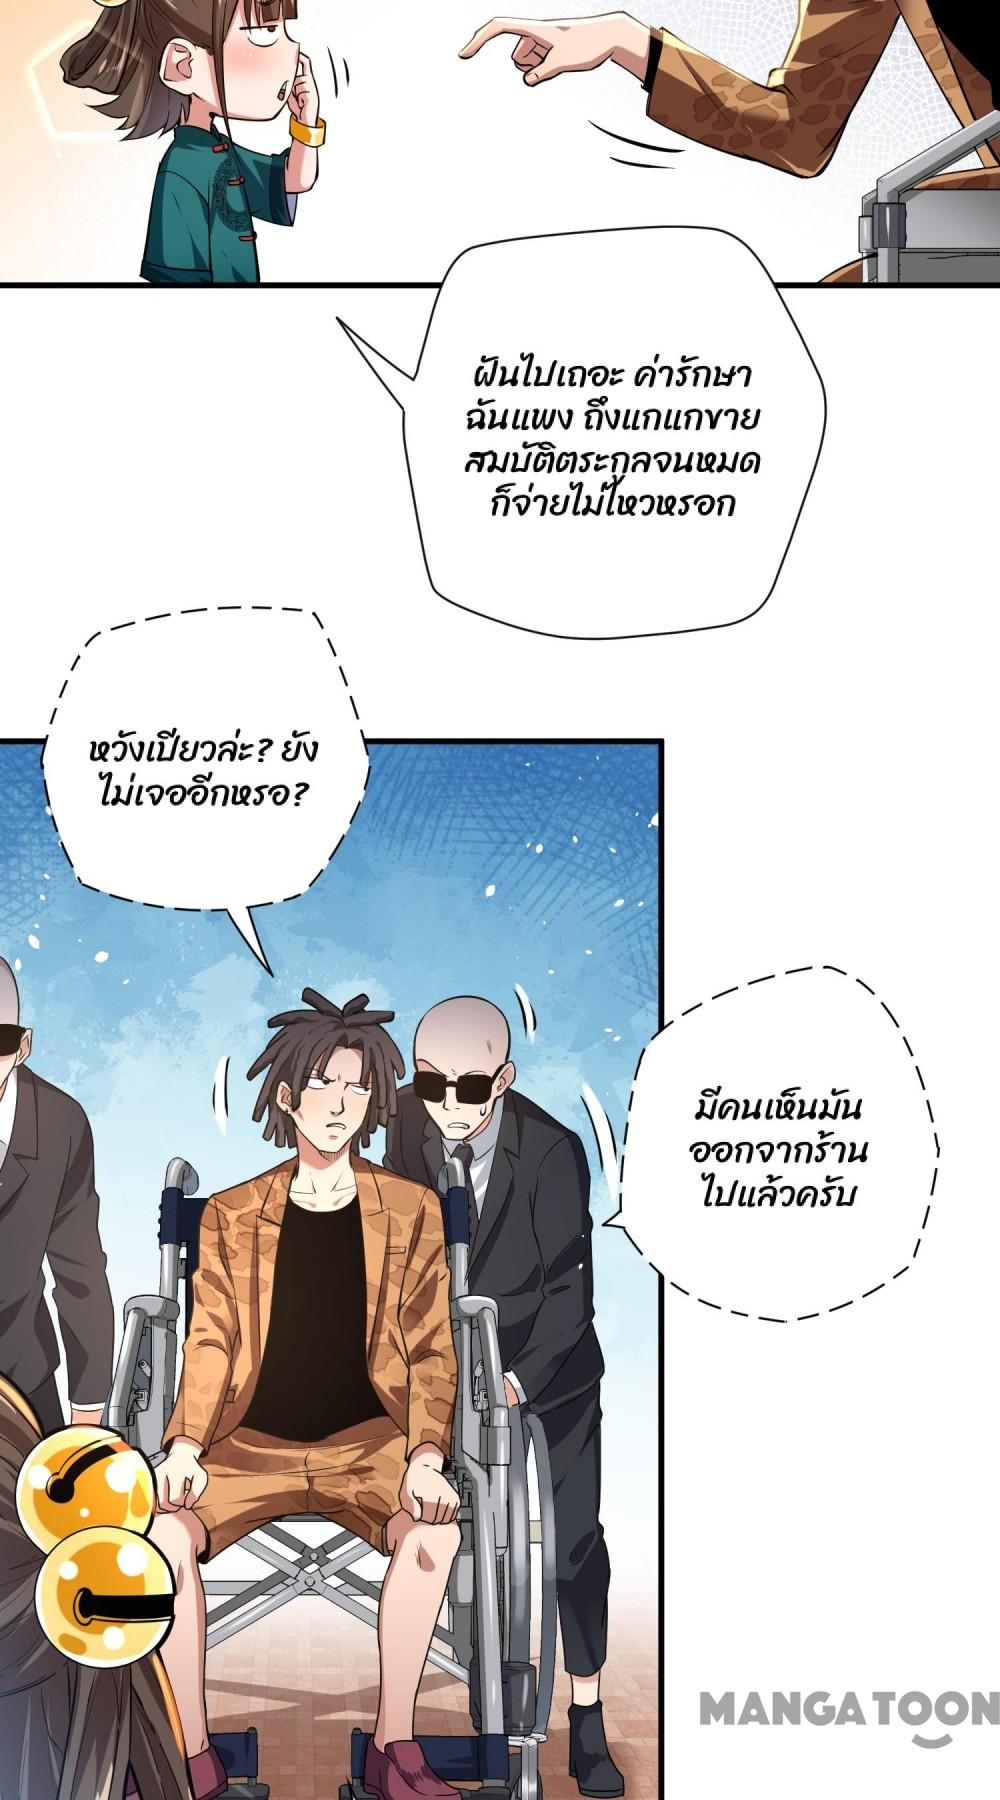 ฝันไปเถอะ ค่ารักษา
ฉันแพง ถึงแกแกขาย
สมบัติตระกูลจนหมด
ก็จ่ายไม่ไหวหรอก
หวังเปียวล่ะ? ยัง
ไม่เจออีกหรอ?
มีคนเห็นมัน
ออกจากร้าน
ไปแล้วครับ
MANGATOON